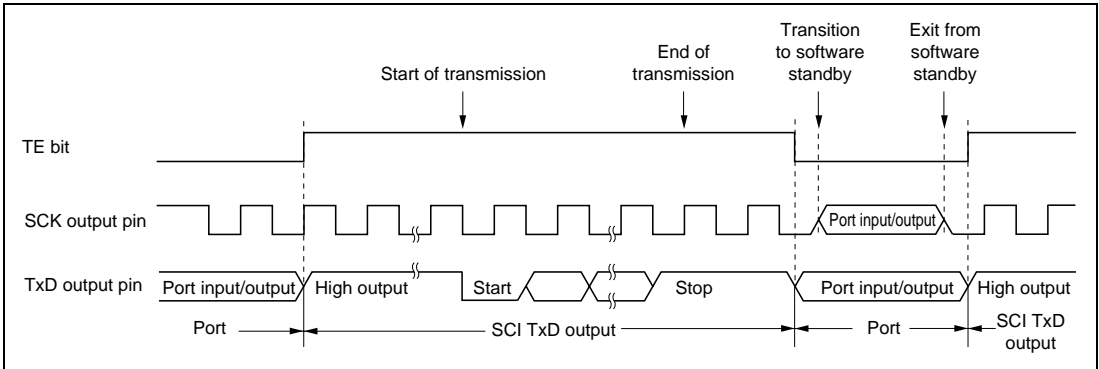 Transition
to software
standby
Exit from
software
standby
End of
transmission
Start of transmission
TE bit
SCK output pin
Port input/output
TxD output pin
Port input/output
High output
Start
Stop
Port input/output
High output
Port
SCI TxD output
Port
SCI TxD
output